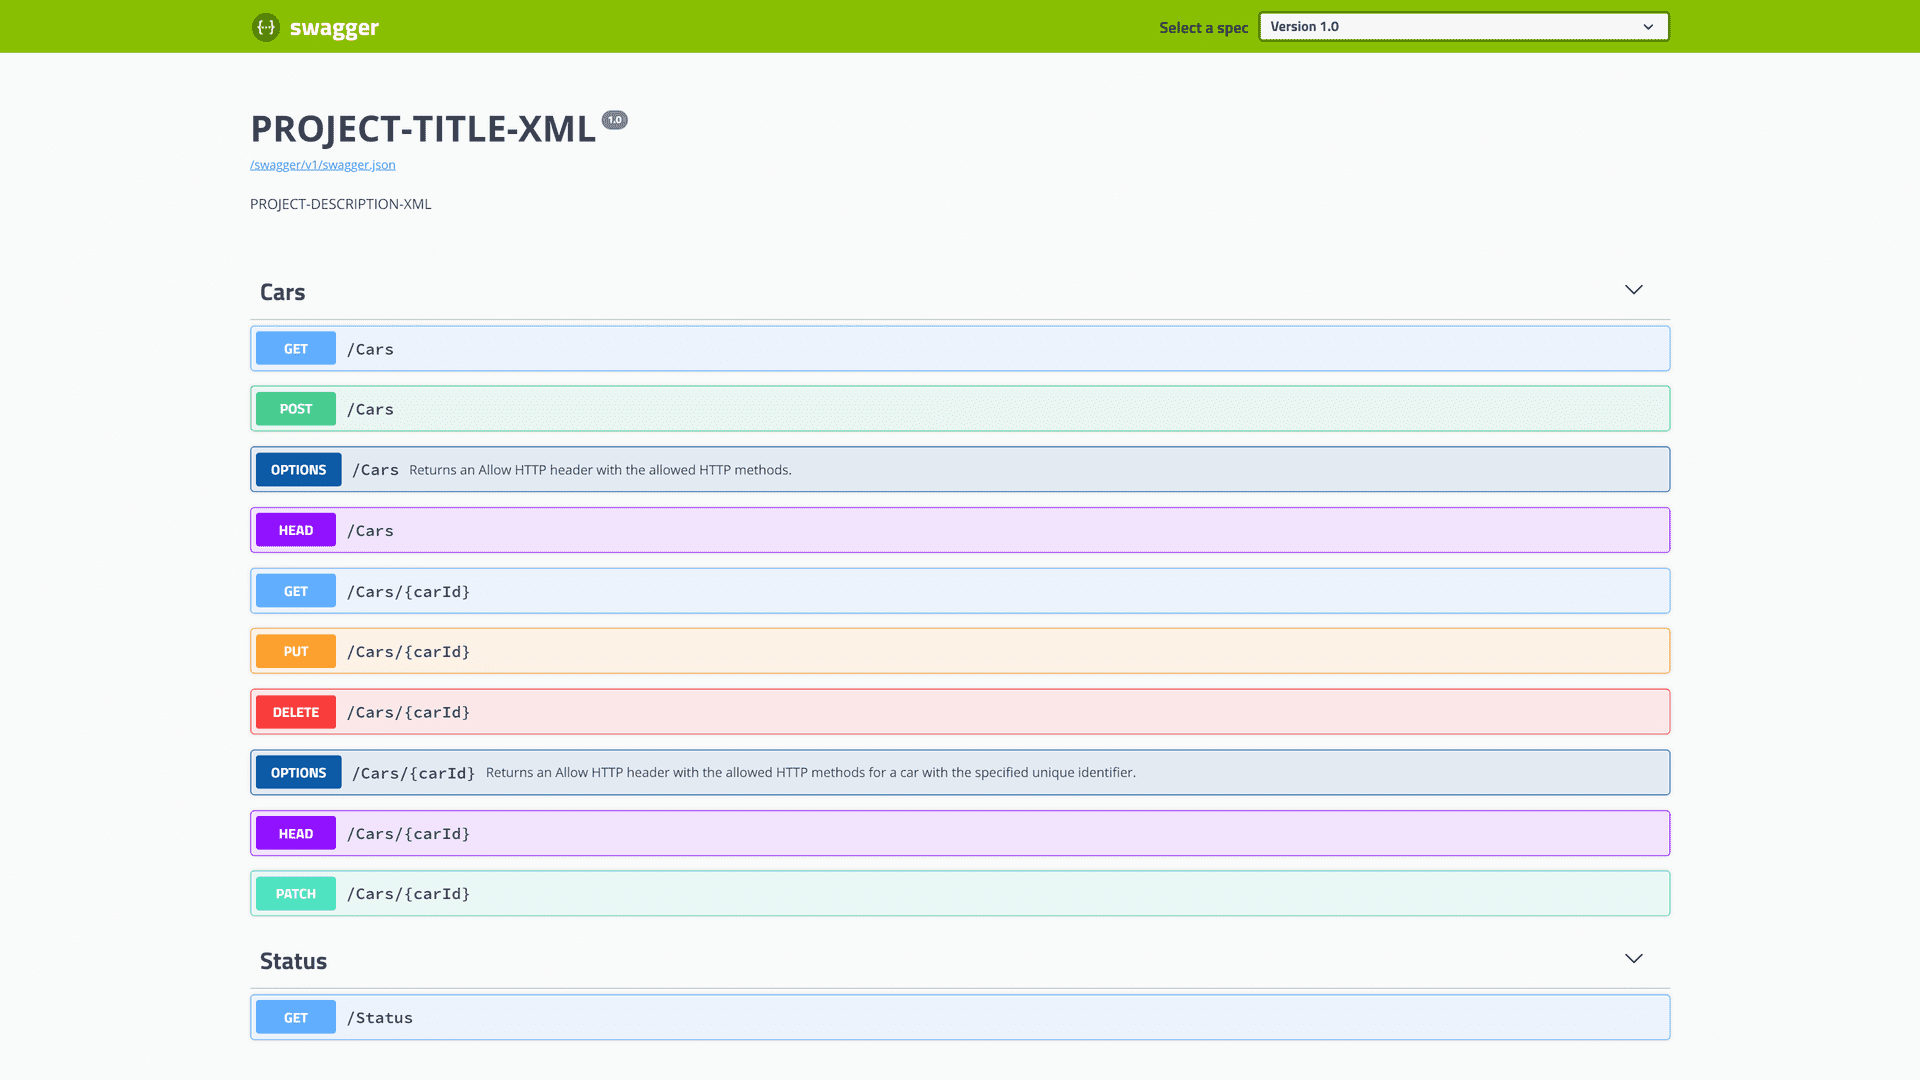 {··} swagger Select a spec Version 1.0
PROJECT-TITLE-XML 1.0
/swagger/v1/swagger.json
PROJECT-DESCRIPTION-XML
Cars
GET /Cars
POST /Cars
OPTIONS /Cars Returns an Allow HTTP header with the allowed HTTP methods.
HEAD /Cars
GET /Cars/{carId}
PUT /Cars/{carId}
DELETE /Cars/{carId}
OPTIONS /Cars/{carId} Returns an Allow HTTP header with the allowed HTTP methods for a car with the specified unique identifier.
HEAD /Cars/{carId}
PATCH /Cars/{carId}
Status
GET /Status